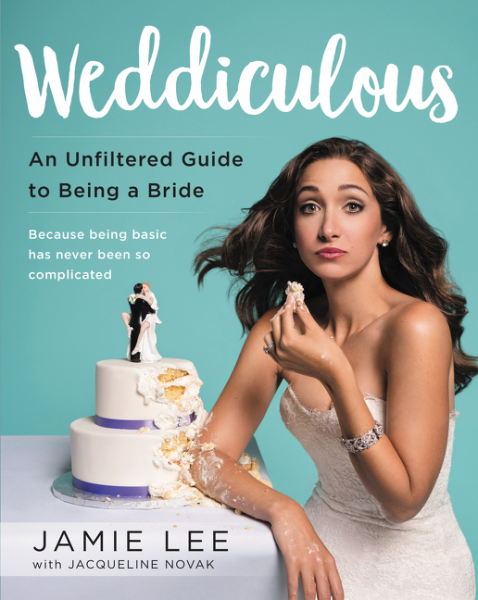 Weddiculous
An Unfiltered Guide
to Being a Bride
Because being basic
has never been so
complicated
JAMIE LEE
with JACQUELINE NOVAK